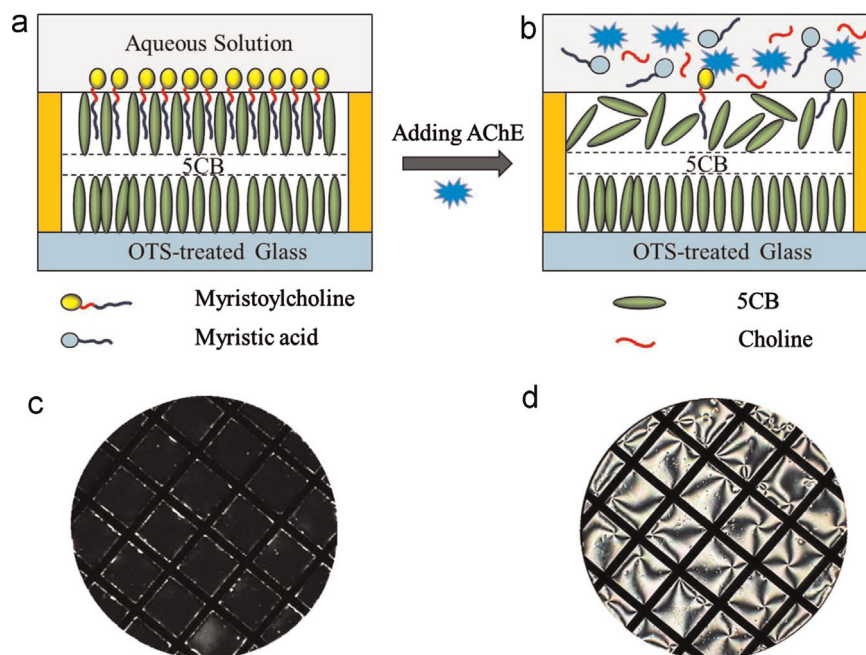 a
Aqueous Solution
5CB
OTS-treated Glass
Adding AChE
b
5CB
OTS-treated Glass
Myristoylcholine
Myristic acid
5CB
Choline
c
d